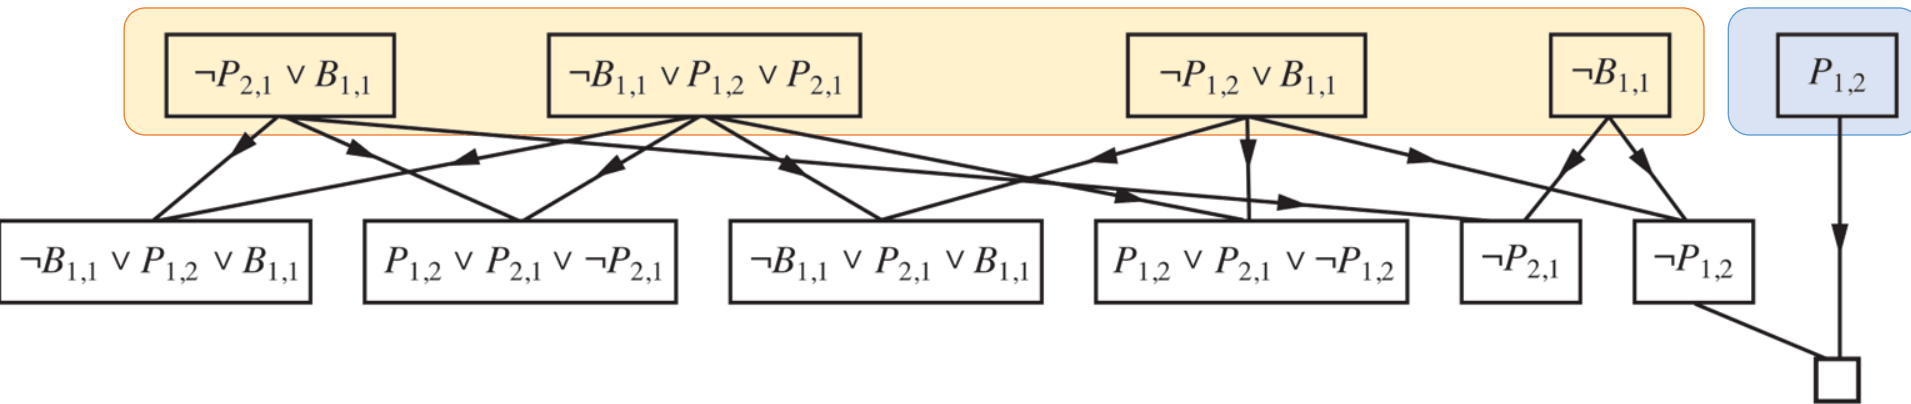 ¬P2,1 ∨ B1,1
¬B1,1 ∨ P1,2 ∨ P2,1
¬P1,2 ∨ B1,1
¬B1,1
P1,2
¬B1,1 ∨ P1,2 ∨ B1,1
P1,2 ∨ P2,1 ∨ ¬P2,1
¬B1,1 ∨ P2,1 ∨ B1,1
P1,2 ∨ P2,1 ∨ ¬P1,2
¬P2,1
¬P1,2